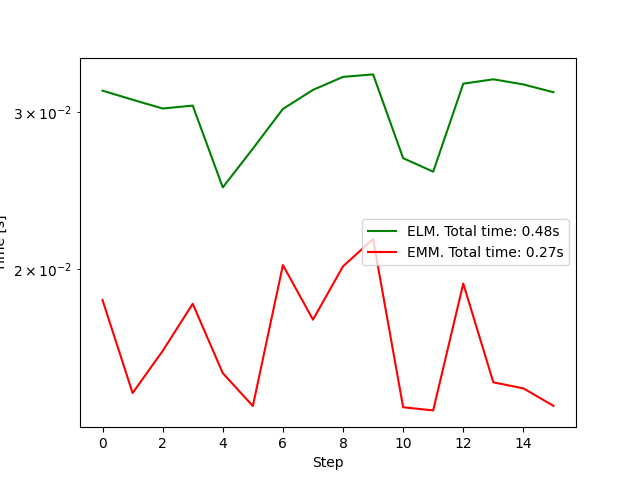 3 × 10⁻²
2 × 10⁻²
Time [s]
ELM. Total time: 0.48s
EMM. Total time: 0.27s
0 2 4 6 8 10 12 14
Step